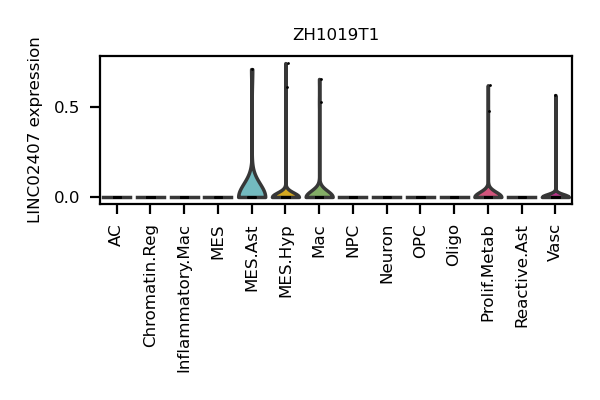 ZH1019T1
LINC02407 expression
0.5
0.0
AC
Chromatin.Reg
Inflammatory.Mac
MES
MES.Ast
MES.Hyp
Mac
NPC
Neuron
OPC
Oligo
Prolif.Metab
Reactive.Ast
Vasc